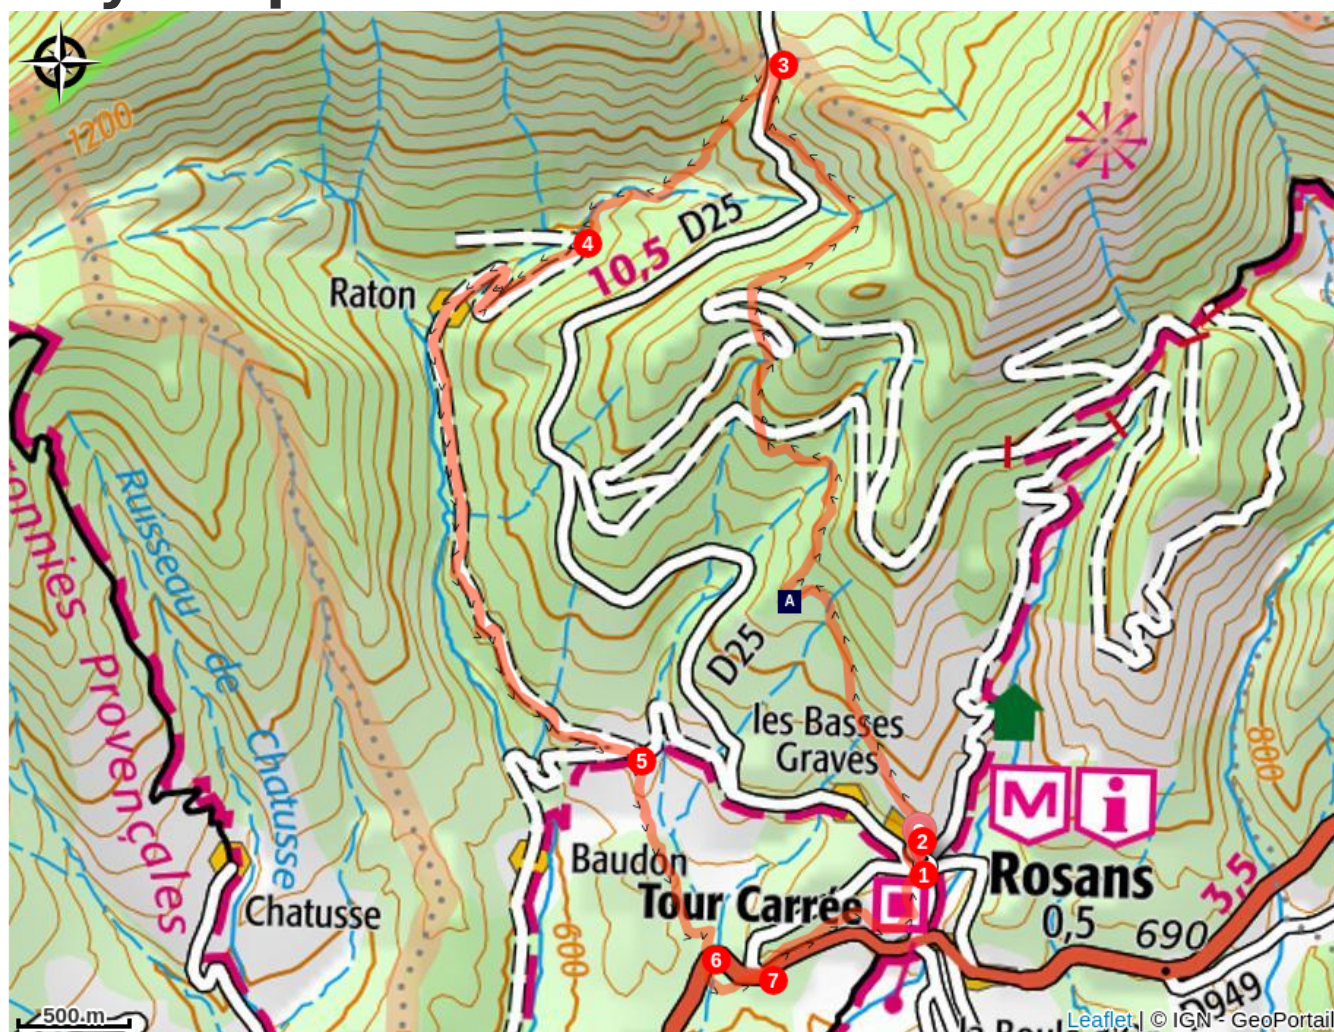 3
1200
D25
4
10,5
Raton
Ruisseau
de
Chatusse
Provençales
A
D25
les Basses
Graves
800
5
2
M i
1
Baudon
Rosans
Tour Carrée
0,5
690
3,5
Chatusse
600
6
7
D949
500 m
Leaflet | © IGN - GeoPortail